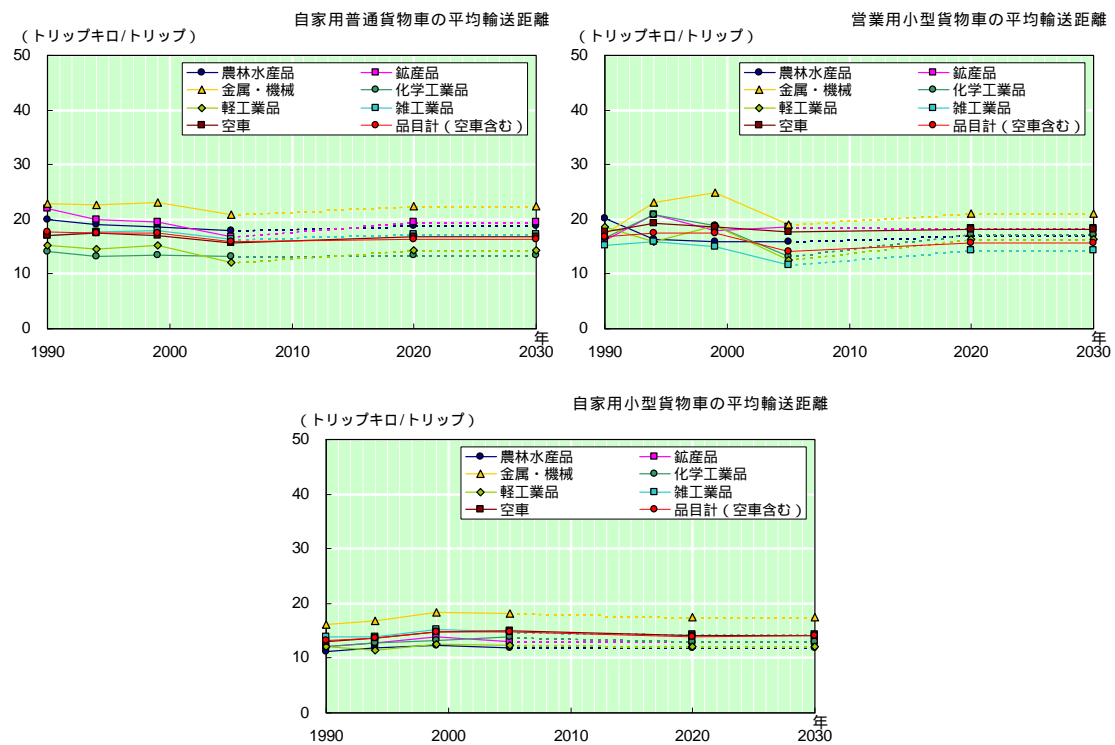 自家用普通貨物車の平均輸送距離
（トリップキロ/トリップ）
50
40
30
20
10
0
農林水産品 鉱産品
金属・機械 化学工業品
軽工業品 雑工業品
空車 品目計（空車含む）
1990 2000 2010 2020 2030
年
営業用小型貨物車の平均輸送距離
（トリップキロ/トリップ）
50
40
30
20
10
0
農林水産品 鉱産品
金属・機械 化学工業品
軽工業品 雑工業品
空車 品目計（空車含む）
1990 2000 2010 2020 2030
年
自家用小型貨物車の平均輸送距離
（トリップキロ/トリップ）
50
40
30
20
10
0
農林水産品 鉱産品
金属・機械 化学工業品
軽工業品 雑工業品
空車 品目計（空車含む）
1990 2000 2010 2020 2030
年